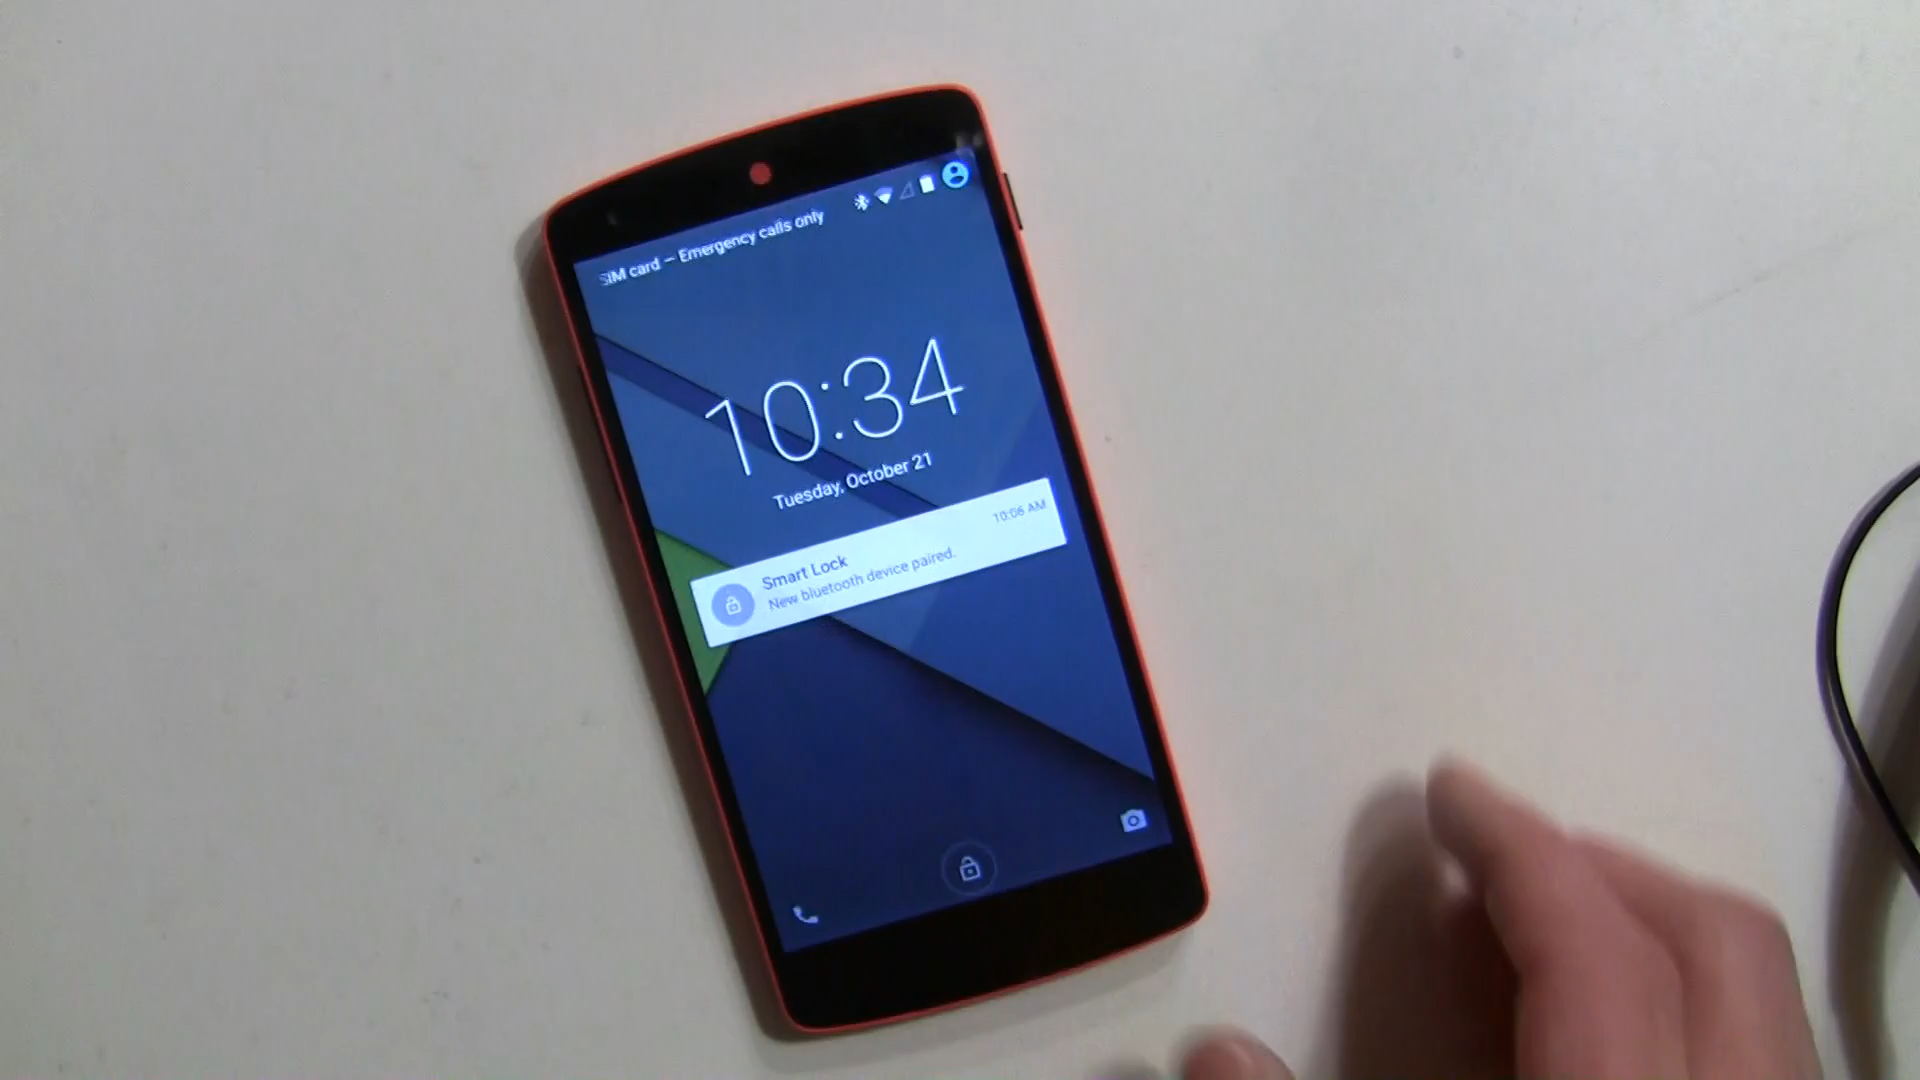 SIM card – Emergency calls only
10:34
Tuesday, October 21
10:06 AM
Smart Lock
New bluetooth device paired.